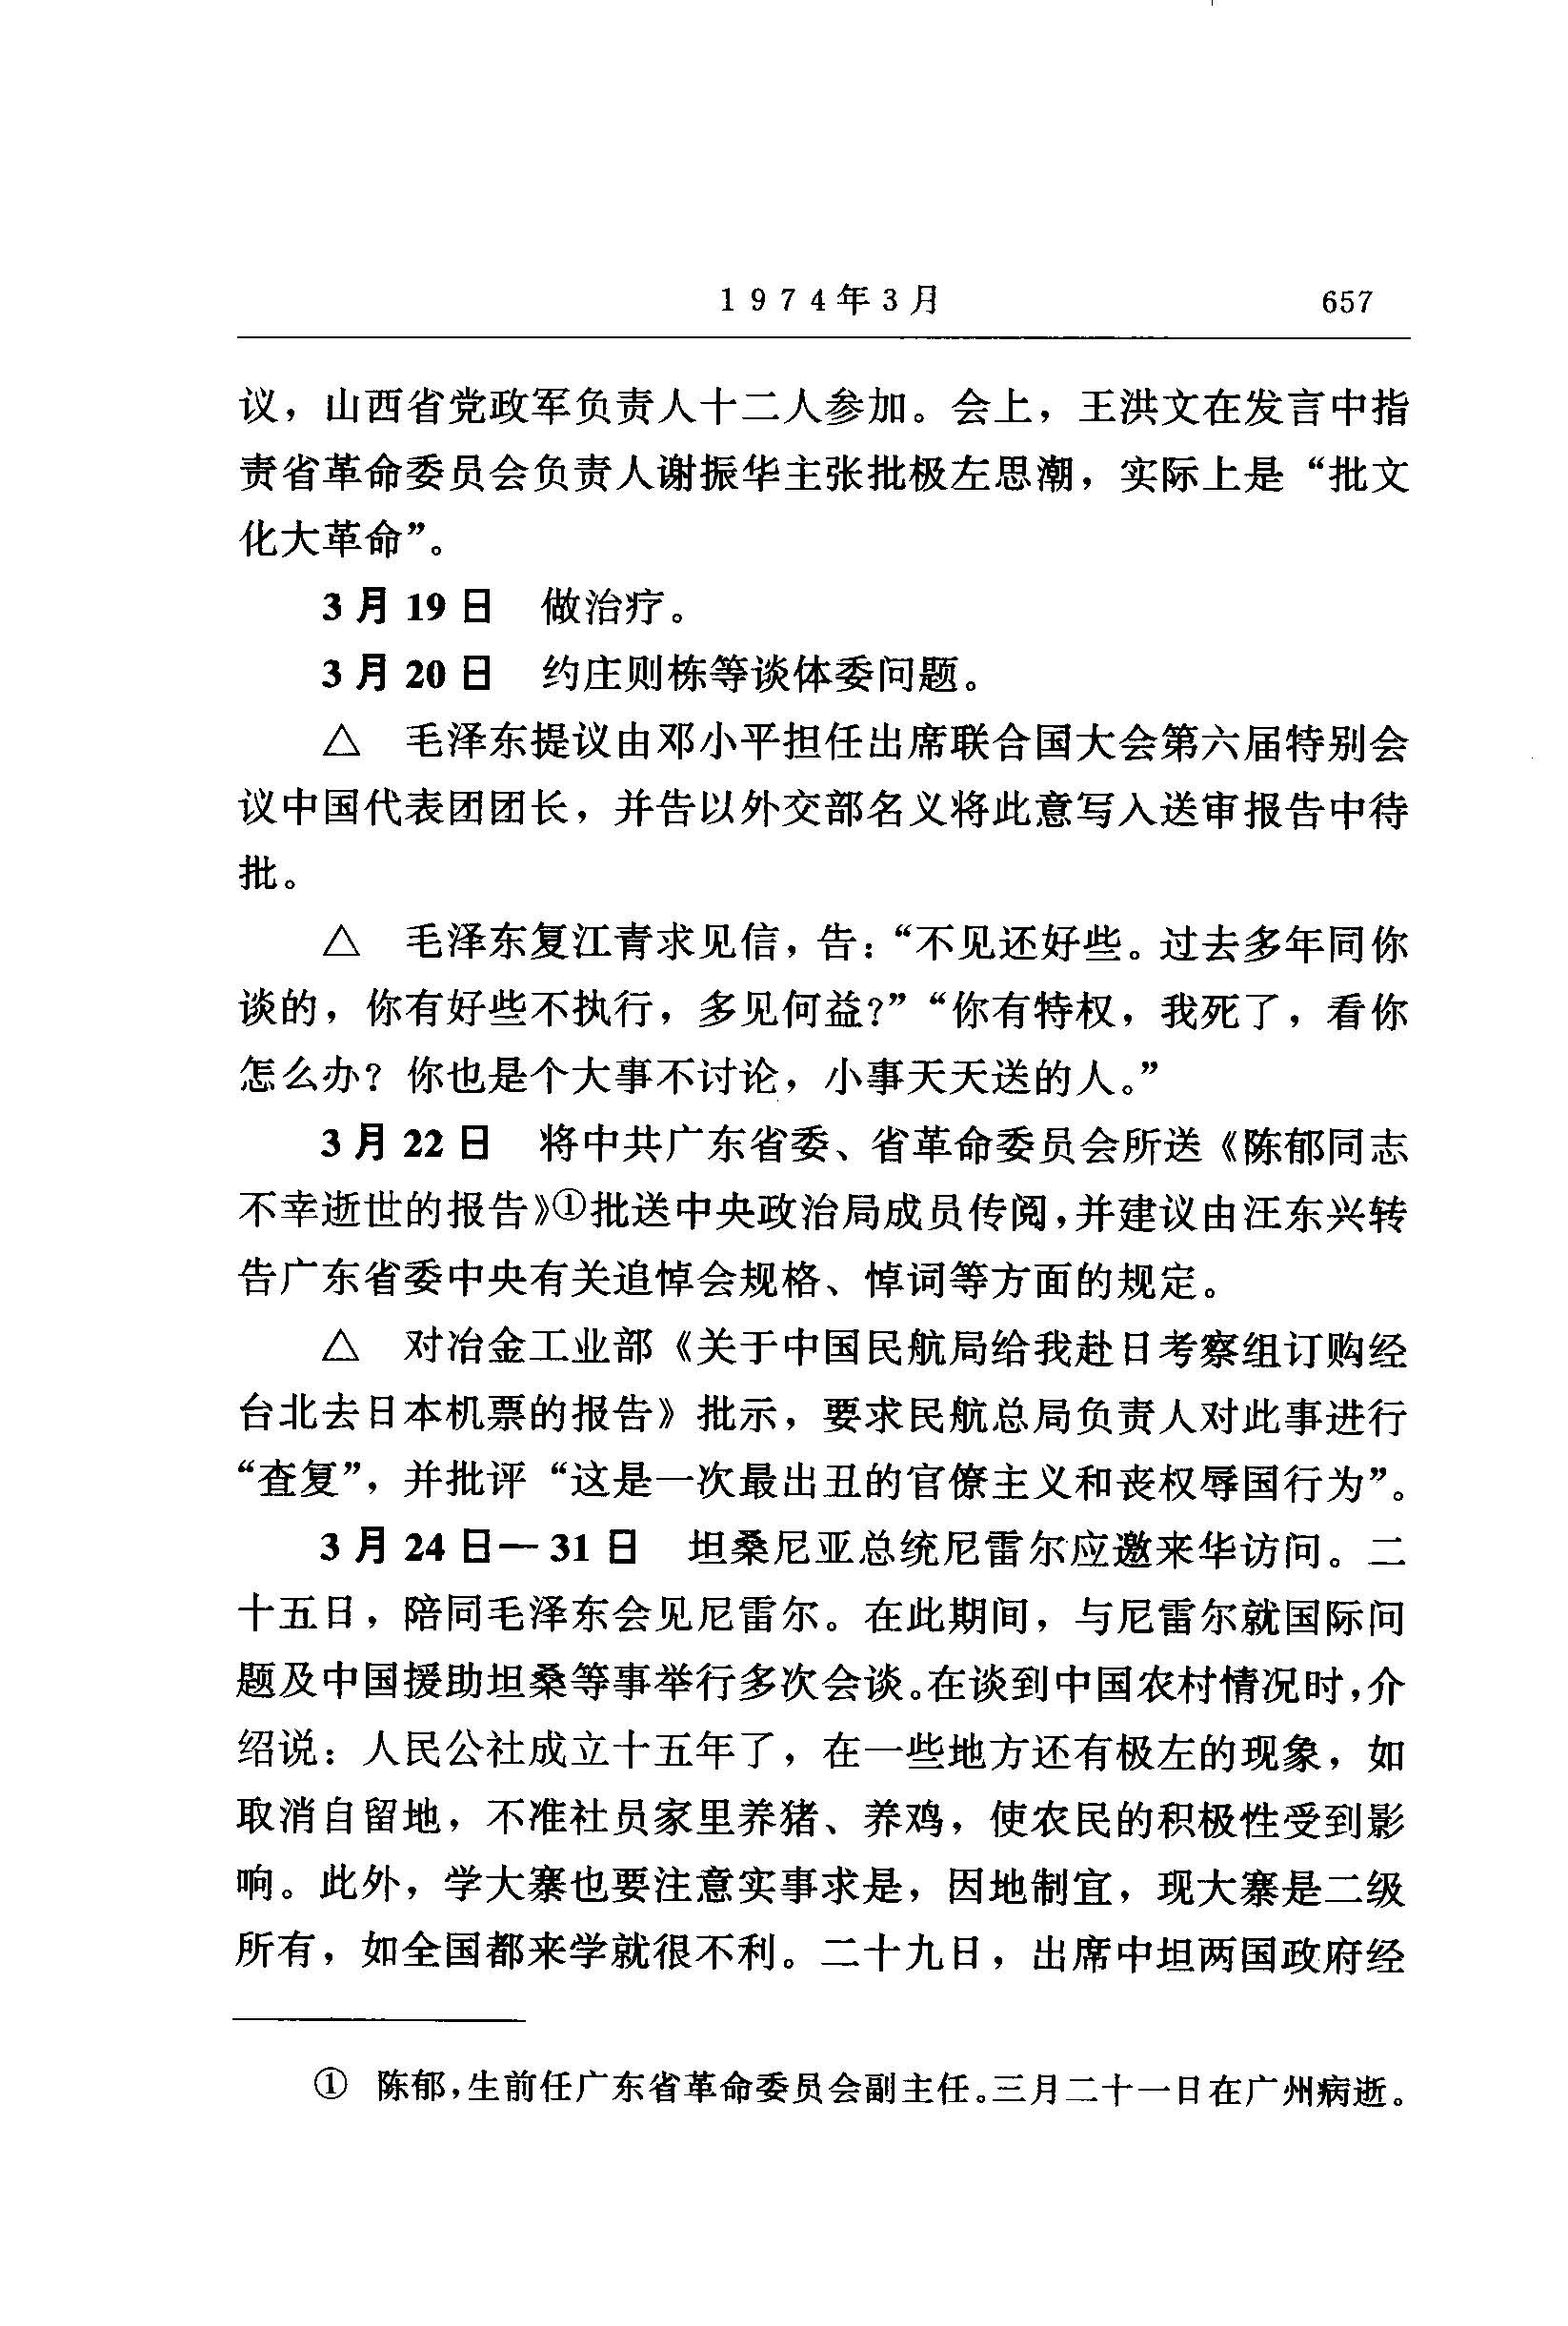 1974年3月 657
议，山西省党政军负责人十二人参加。会上，王洪文在发言中指
责省革命委员会负责人谢振华主张批极左思潮，实际上是“批文
化大革命”。
3月19日 做治疗。
3月20日 约庄则栋等谈体委问题。
△ 毛泽东提议由邓小平担任出席联合国大会第六届特别会
议中国代表团团长，并告以外交部名义将此意写入送审报告中待
批。
△ 毛泽东复江青求见信，告：“不见还好些。过去多年同你
谈的，你有好些不执行，多见何益？”“你有特权，我死了，看你
怎么办？你也是个大事不讨论，小事天天送的人。”
3月22日 将中共广东省委、省革命委员会所送《陈郁同志
不幸逝世的报告》①批送中央政治局成员传阅，并建议由汪东兴转
告广东省委中央有关追悼会规格、悼词等方面的规定。
△ 对冶金工业部《关于中国民航局给我赴日考察组订购经
台北去日本机票的报告》批示，要求民航总局负责人对此事进行
“查复”，并批评“这是一次最出丑的官僚主义和丧权辱国行为”。
3月24日—31日 坦桑尼亚总统尼雷尔应邀来华访问。二
十五日，陪同毛泽东会见尼雷尔。在此期间，与尼雷尔就国际问
题及中国援助坦桑等事举行多次会谈。在谈到中国农村情况时，介
绍说：人民公社成立十五年了，在一些地方还有极左的现象，如
取消自留地，不准社员家里养猪、养鸡，使农民的积极性受到影
响。此外，学大寨也要注意实事求是，因地制宜，现大寨是二级
所有，如全国都来学就很不利。二十九日，出席中坦两国政府经
① 陈郁，生前任广东省革命委员会副主任。三月二十一日在广州病逝。